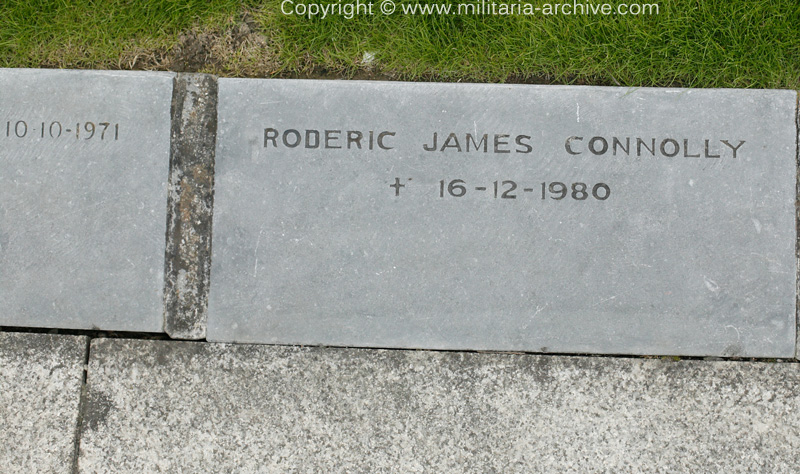 Copyright © www.militaria-archive.com
10-10-1971
RODERIC JAMES CONNOLLY
† 16-12-1980